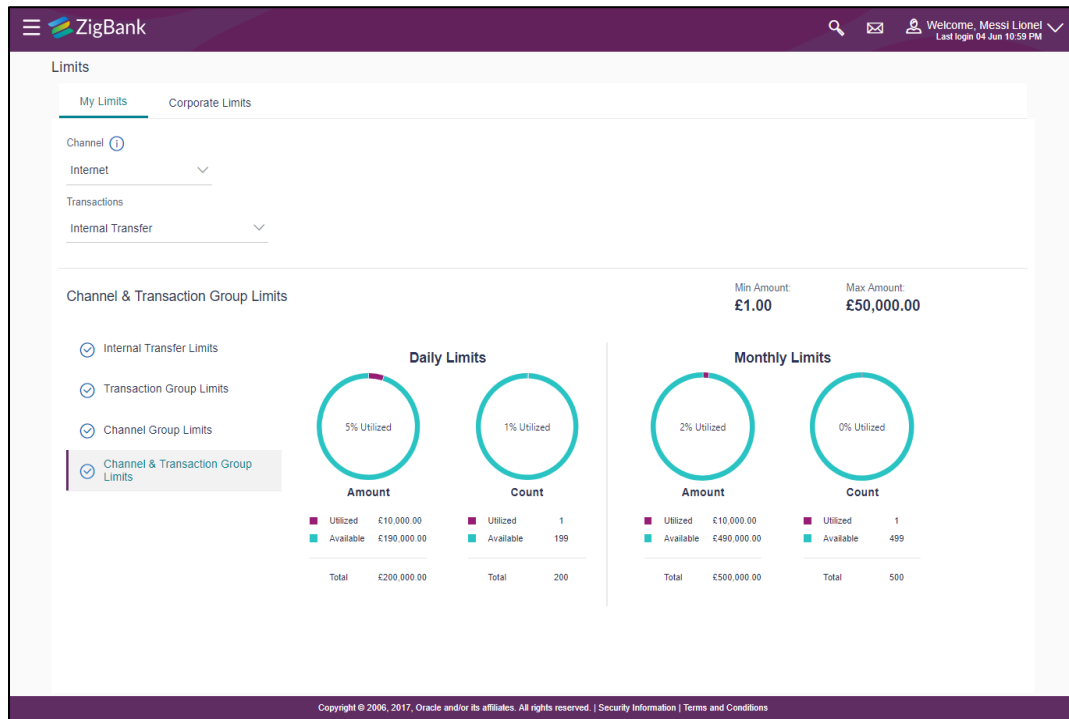 ZigBank
Welcome, Messi Lionel
Last login 04 Jun 10:59 PM
Limits
My Limits
Corporate Limits
Channel
Internet
Transactions
Internal Transfer
Channel & Transaction Group Limits
Min Amount:
£1.00
Max Amount:
£50,000.00
Internal Transfer Limits
Transaction Group Limits
Channel Group Limits
Channel & Transaction Group
Limits
Daily Limits
5% Utilized
Amount
Utilized £10,000.00
Available £190,000.00
Total £200,000.00
1% Utilized
Count
Utilized 1
Available 199
Total 200
Monthly Limits
2% Utilized
Amount
Utilized £10,000.00
Available £490,000.00
Total £500,000.00
0% Utilized
Count
Utilized 1
Available 499
Total 500
Copyright © 2006, 2017, Oracle and/or its affiliates. All rights reserved. | Security Information | Terms and Conditions